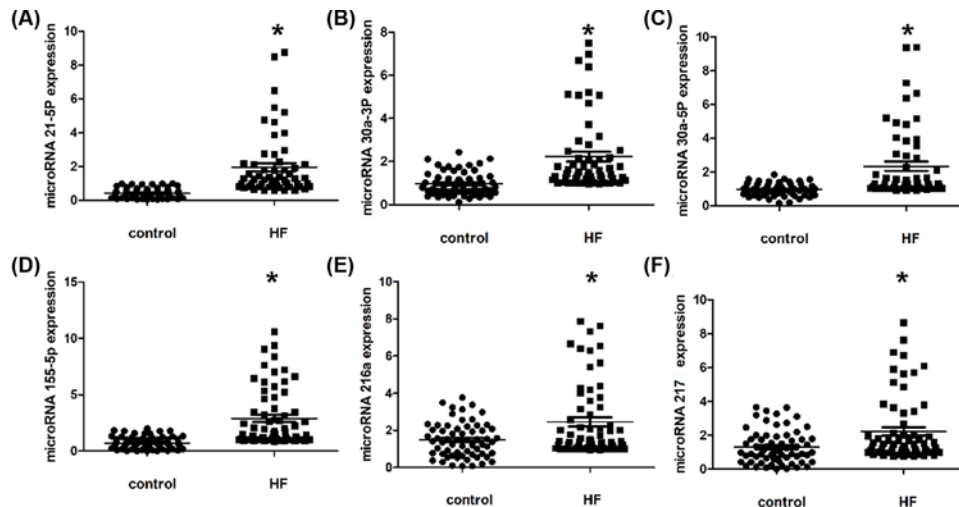 (A)
microRNA 21-5P expression
10
8
6
4
2
0
*
control
HF
(B)
microRNA 30a-3P expression
8
6
4
2
0
*
control
HF
(C)
microRNA 30a-5P expression
10
8
6
4
2
0
*
control
HF
(D)
microRNA 155-5p expression
15
10
5
0
*
control
HF
(E)
microRNA 216a expression
10
8
6
4
2
0
*
control
HF
(F)
microRNA 217 expression
10
8
6
4
2
0
*
control
HF